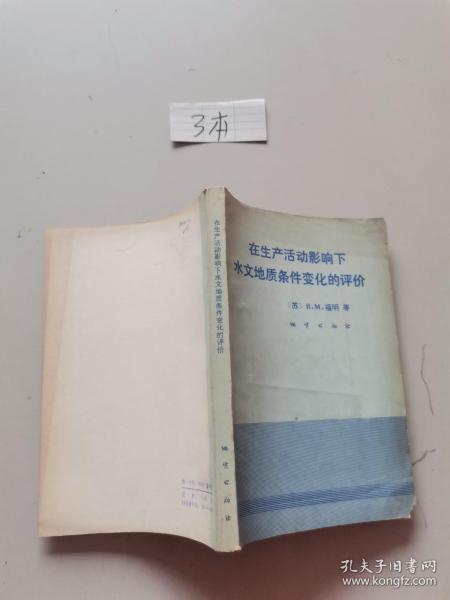 3本
在生产活动影响下
水文地质条件变化的评价
〔苏〕
福明 等
地质出版社
在生产活动影响下水文地质条件变化的评价
地质出版社
孔夫子旧书网
www.kongfz.com